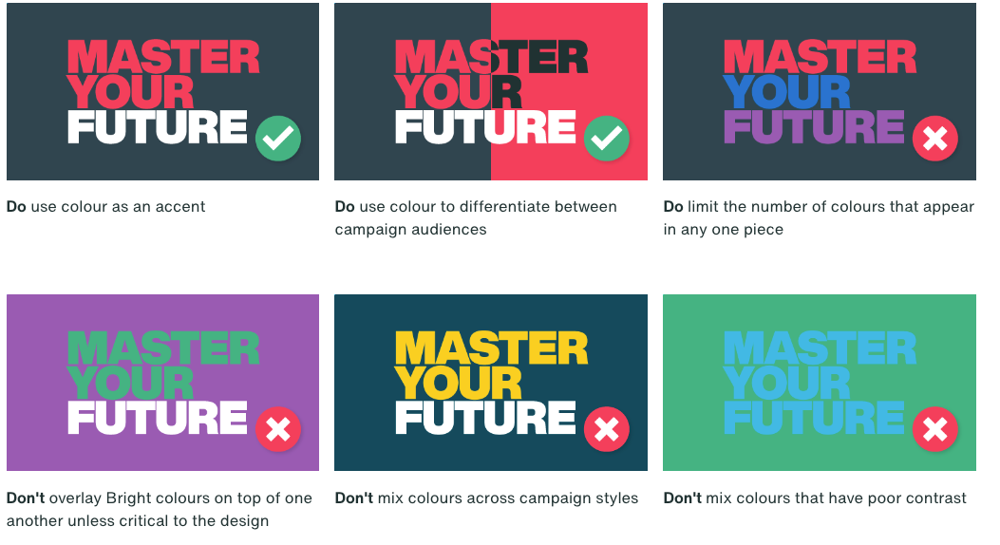 MASTER
YOUR
FUTURE
MASTER
YOUR
FUTURE
MASTER
YOUR
FUTURE
Do use colour as an accent
Do use colour to differentiate between
campaign audiences
Do limit the number of colours that appear
in any one piece
MASTER
YOUR
FUTURE
MASTER
YOUR
FUTURE
MASTER
YOUR
FUTURE
Don't overlay Bright colours on top of one
another unless critical to the design
Don't mix colours across campaign styles
Don't mix colours that have poor contrast